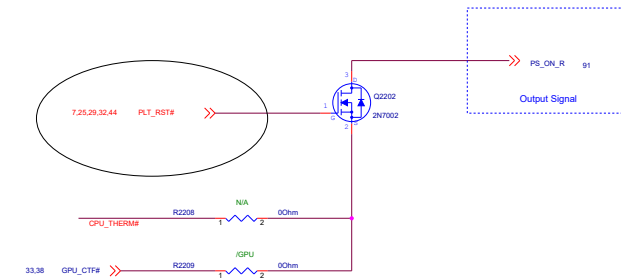 3
D
PS_ON_R 91
Q2202
Output Signal
7,25,29,32,44 PLT_RST#
1
G
2N7002
2
S
N/A
R2208 0Ohm
1 2
CPU_THERM#
/GPU
R2209 0Ohm
33,38 GPU_CTF#
1 2